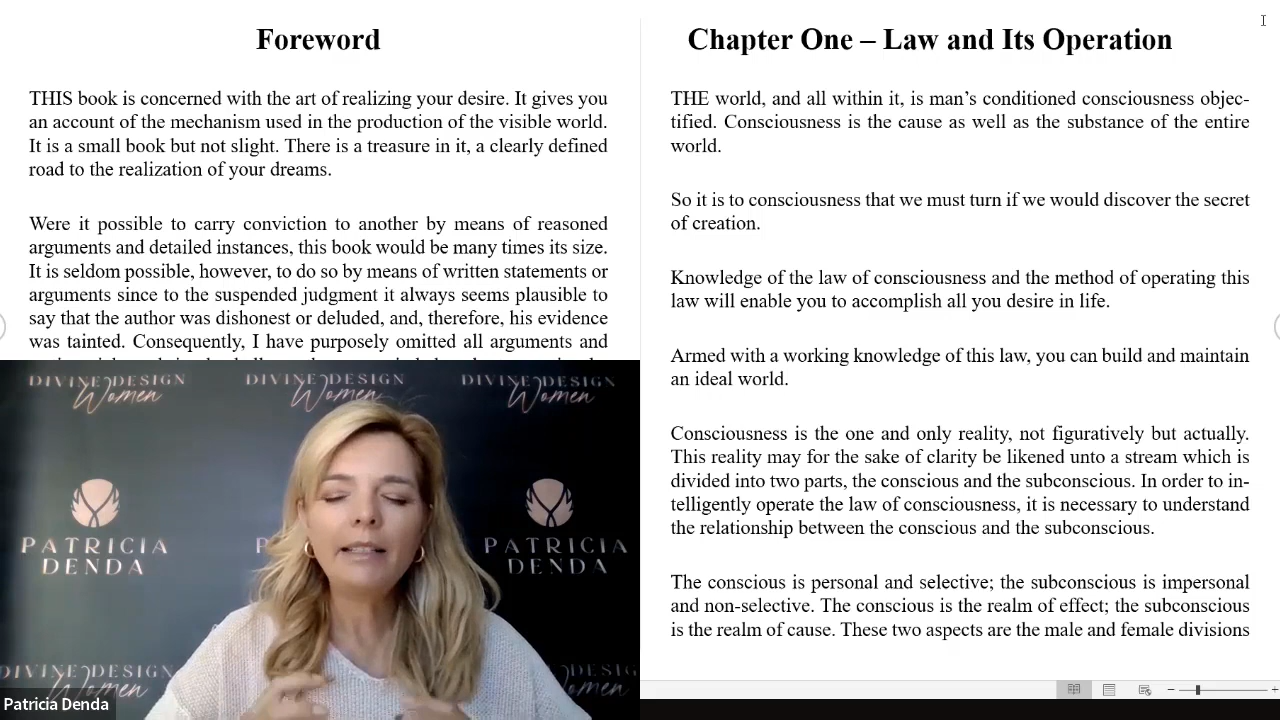 Foreword
THIS book is concerned with the art of realizing your desire. It gives you
an account of the mechanism used in the production of the visible world.
It is a small book but not slight. There is a treasure in it, a clearly defined
road to the realization of your dreams.
Were it possible to carry conviction to another by means of reasoned
arguments and detailed instances, this book would be many times its size.
It is seldom possible, however, to do so by means of written statements or
arguments since to the suspended judgment it always seems plausible to
say that the author was dishonest or deluded, and, therefore, his evidence
was tainted. Consequently, I have purposely omitted all arguments and
Chapter One – Law and Its Operation
THE world, and all within it, is man’s conditioned consciousness objec-
tified. Consciousness is the cause as well as the substance of the entire
world.
So it is to consciousness that we must turn if we would discover the secret
of creation.
Knowledge of the law of consciousness and the method of operating this
law will enable you to accomplish all you desire in life.
Armed with a working knowledge of this law, you can build and maintain
an ideal world.
Consciousness is the one and only reality, not figuratively but actually.
This reality may for the sake of clarity be likened unto a stream which is
divided into two parts, the conscious and the subconscious. In order to in-
telligently operate the law of consciousness, it is necessary to understand
the relationship between the conscious and the subconscious.
The conscious is personal and selective; the subconscious is impersonal
and non-selective. The conscious is the realm of effect; the subconscious
is the realm of cause. These two aspects are the male and female divisions
DIVINE DESIGN
Women
DIVINE DESIGN
Women
DIVINE DESIGN
Women
PATRICIA
DENDA
P
PATRICIA
DENDA
DIVINE DESIGN
Women
DESIG
men
Patricia Denda